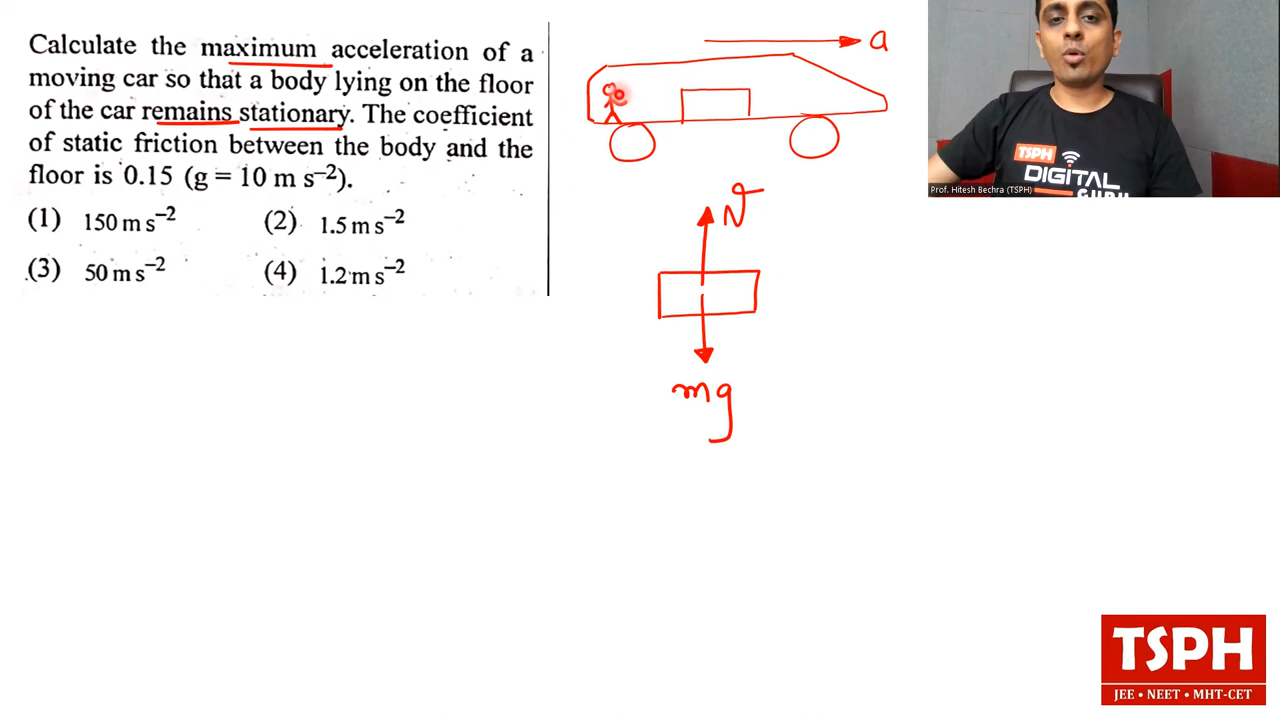 Calculate the maximum acceleration of a
moving car so that a body lying on the floor
of the car remains stationary. The coefficient
of static friction between the body and the
floor is 0.15 (g = 10 m s⁻²).
(1) 150 m s⁻² (2) 1.5 m s⁻²
(3) 50 m s⁻² (4) 1.2 m s⁻²
a
N
mg
TSPH
DIGITAL
GURU
Prof. Hitesh Bechra (TSPH)
TSPH
JEE • NEET • MHT-CET